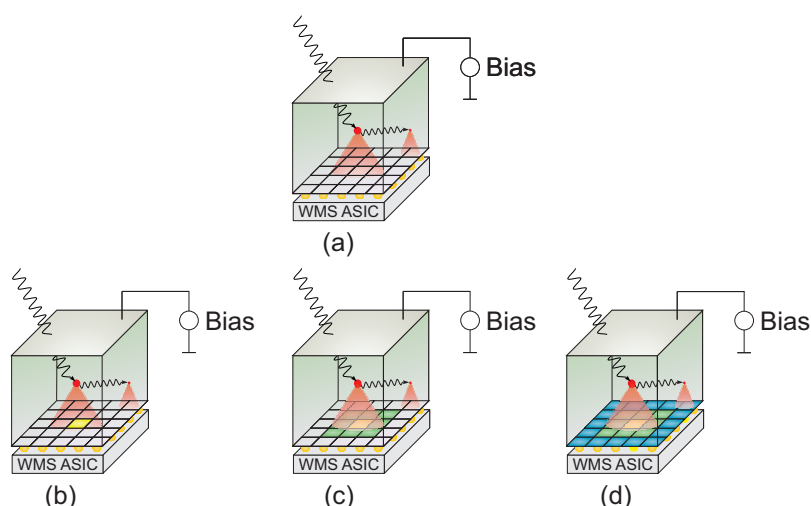 Bias
WMS ASIC
(a)
Bias
Bias
Bias
WMS ASIC
WMS ASIC
WMS ASIC
(b)
(c)
(d)